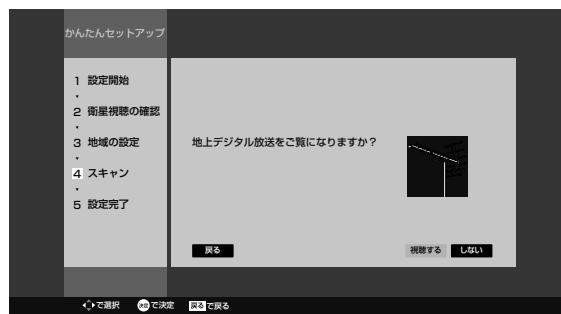 かんたんセットアップ
1 設定開始
2 衛星視聴の確認
3 地域の設定
4 スキャン
5 設定完了
地上デジタル放送をご覧になりますか？
戻る
視聴する
しない
で選択 決定 で決定 戻る で戻る